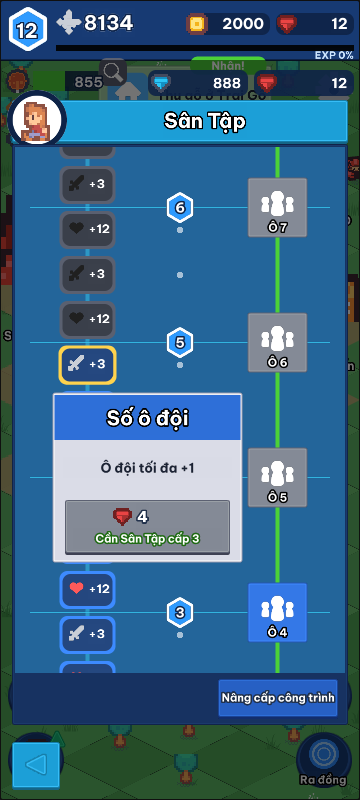 12
8134
2000
12
EXP 0%
Nhận!
855
888
12
Sân Tập
+3
6
Ô 7
+12
+3
+12
5
Ô 6
+3
Số ô đội
Ô đội tối đa +1
4
Cần Sân Tập cấp 3
Ô 5
+12
3
Ô 4
+3
Nâng cấp công trình
Ra đồng